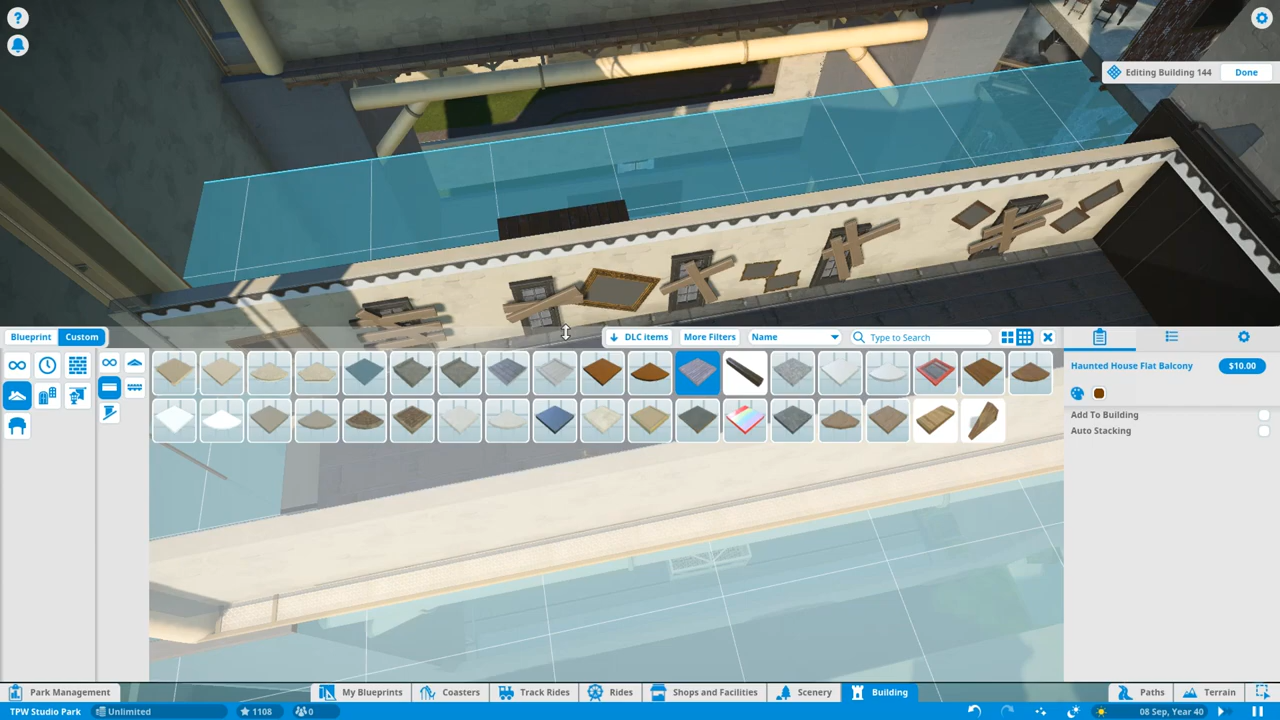 ?
Editing Building 144 Done
Blueprint Custom DLC items More Filters Name Type to Search
Haunted House Flat Balcony $10.00
Add To Building
Auto Stacking
Park Management My Blueprints Coasters Track Rides Rides Shops and Facilities Scenery Building Paths Terrain
TPW Studio Park Unlimited 1108 0 08 Sep, Year 40